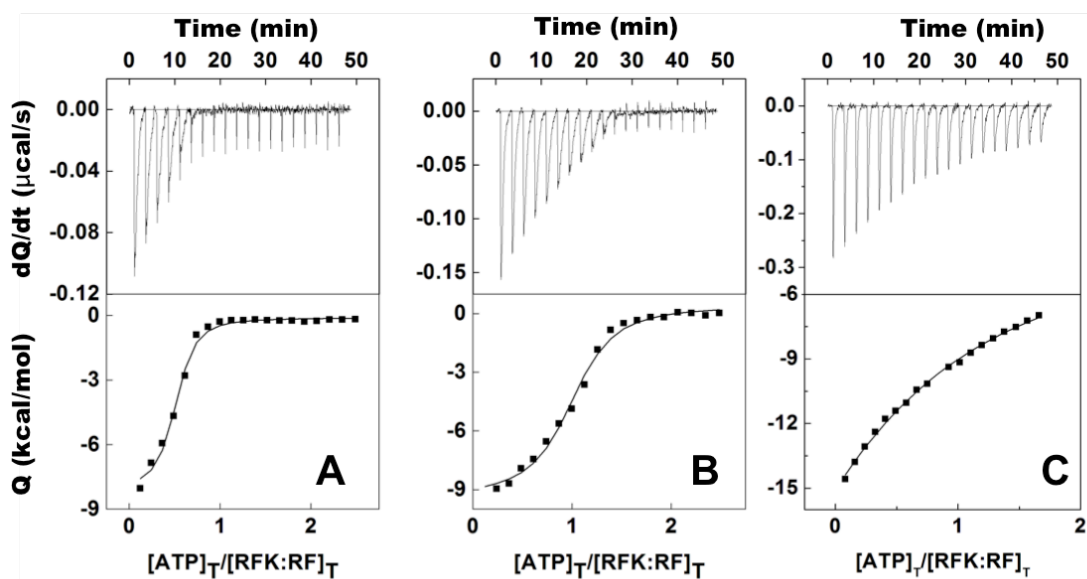 Time (min) Time (min) Time (min)
0 10 20 30 40 50 0 10 20 30 40 50 0 10 20 30 40 50
dQ/dt (µcal/s)
0.00 0.00 0.0
-0.04 -0.05 -0.1
-0.08 -0.10 -0.2
-0.12 -0.15 -0.3
Q (kcal/mol)
0 0 -6
-3 -3 -9
-6 -6 -12
-9 -9 -15
A B C
0 1 2 0 1 2 0 1 2
[ATP]T/[RFK:RF]T [ATP]T/[RFK:RF]T [ATP]T/[RFK:RF]T